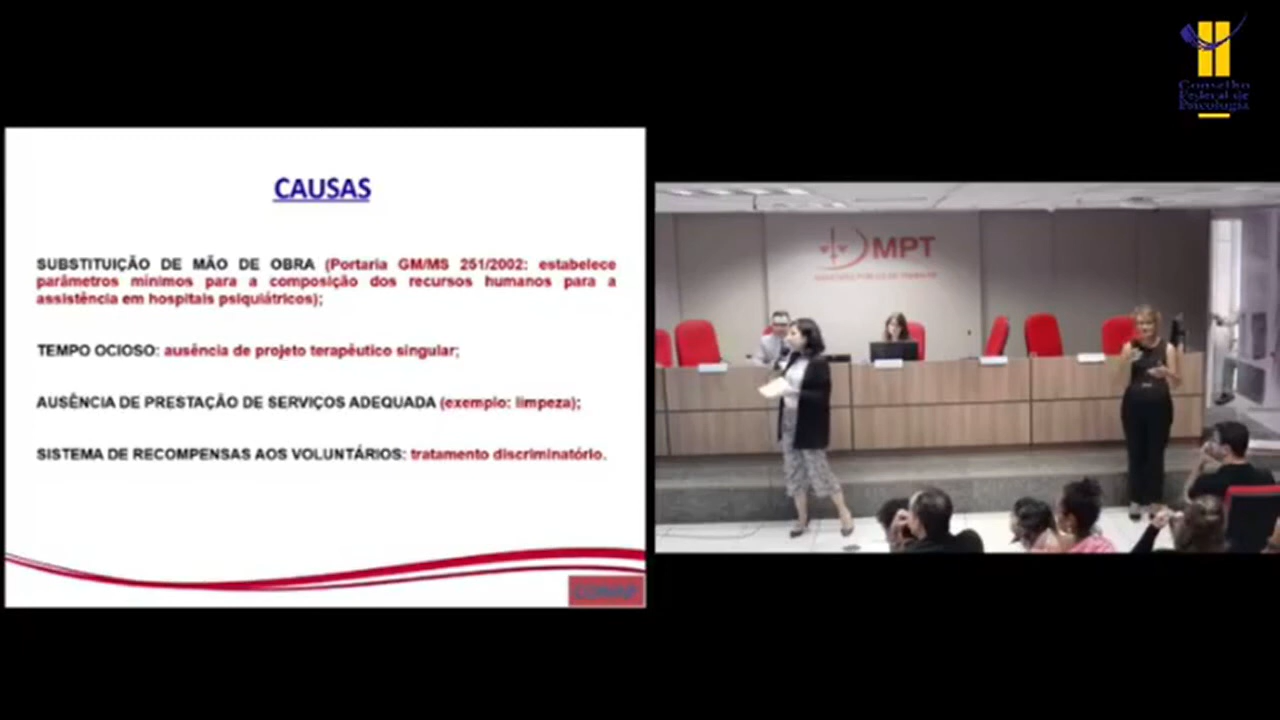 Conselho
Federal de
Psicologia
CAUSAS
SUBSTITUIÇÃO DE MÃO DE OBRA (Portaria GM/MS 251/2002: estabelece
parâmetros mínimos para a composição dos recursos humanos para a
assistência em hospitais psiquiátricos);
TEMPO OCIOSO: ausência de projeto terapêutico singular;
AUSÊNCIA DE PRESTAÇÃO DE SERVIÇOS ADEQUADA (exemplo: limpeza);
SISTEMA DE RECOMPENSAS AOS VOLUNTÁRIOS: tratamento discriminatório.
MPT